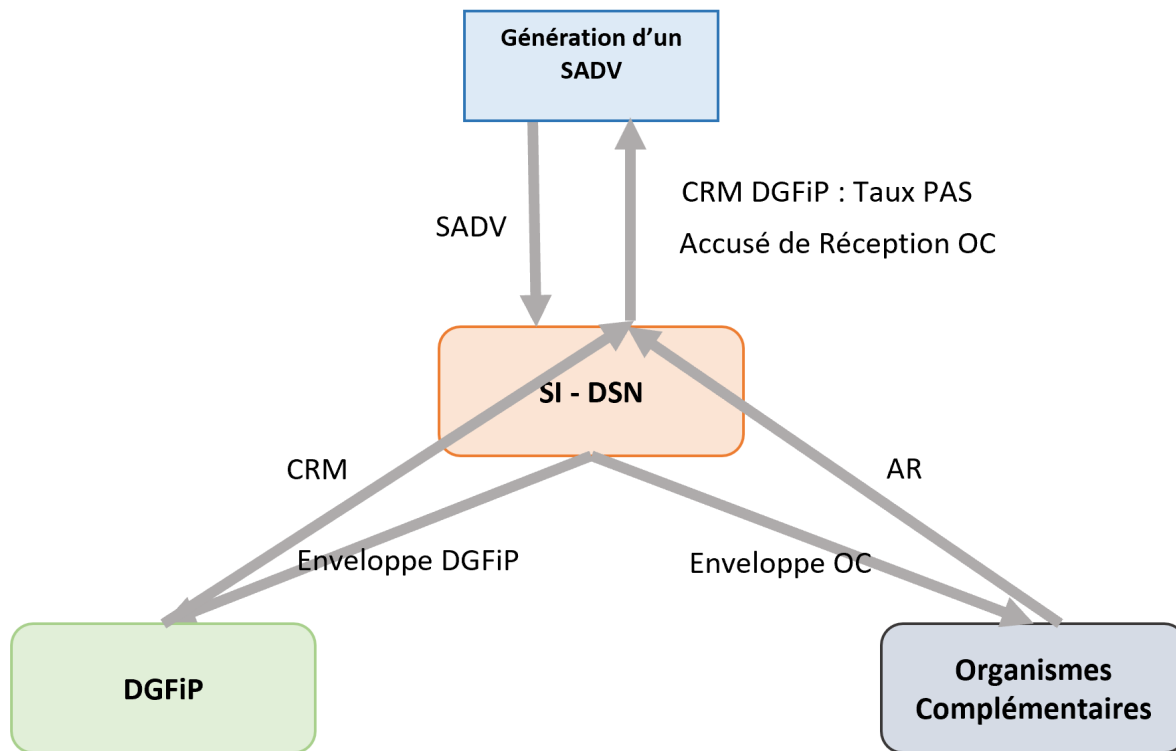 Génération d'un
SADV
CRM DGFiP : Taux PAS
SADV
Accusé de Réception OC
SI - DSN
CRM
AR
Enveloppe DGFiP
Enveloppe OC
DGFiP
Organismes
Complémentaires